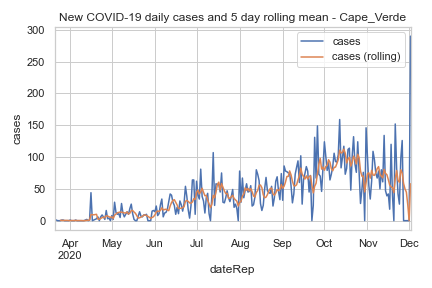 New COVID-19 daily cases and 5 day rolling mean - Cape_Verde
cases
cases (rolling)
cases
300
250
200
150
100
50
0
Apr May Jun Jul Aug Sep Oct Nov Dec
2020
dateRep